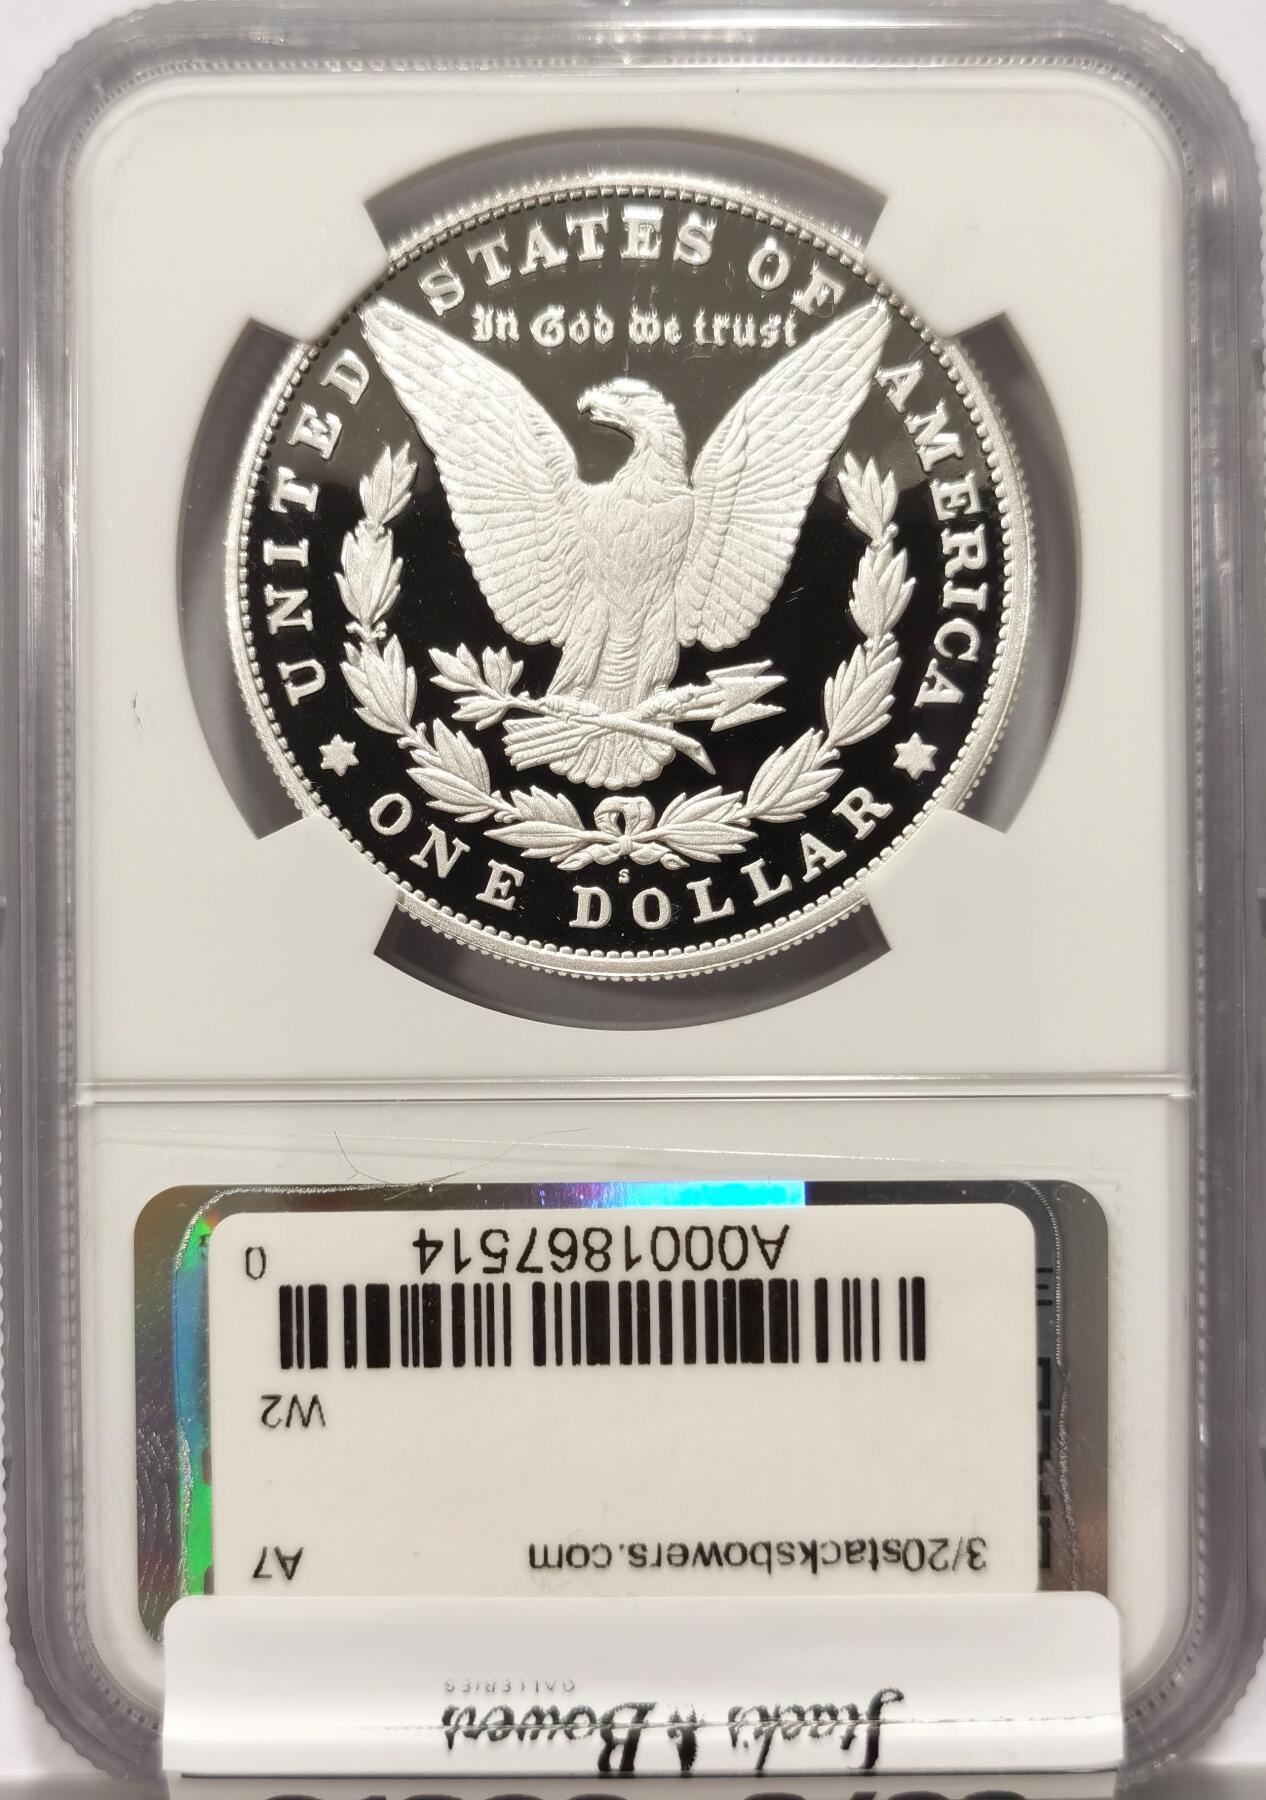 UNITED STATES OF AMERICA
In God we trust
S
ONE DOLLAR
Stack's & Bowers
GALLERIES
3/20stacksbowers.com
A7
W2
A0001867514
0